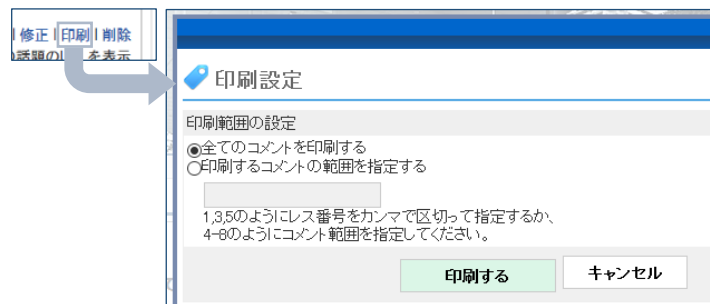 修正 | 印刷 | 削除
を表示
印刷設定
印刷範囲の設定
全てのコメントを印刷する
印刷するコメントの範囲を指定する
1,3,5のようにレス番号をカンマで区切って指定するか、
4-8のようにコメント範囲を指定してください。
印刷する
キャンセル